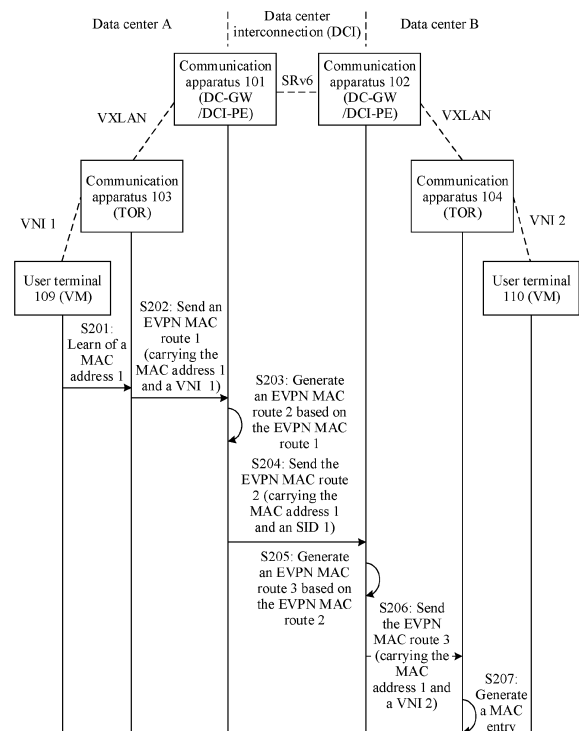 Data center A
Data center
interconnection (DCI)
Data center B
Communication
apparatus 101
(DC-GW
/DCI-PE)
SRv6
Communication
apparatus 102
(DC-GW
/DCI-PE)
VXLAN
VXLAN
Communication
apparatus 103
(TOR)
Communication
apparatus 104
(TOR)
VNI 1
VNI 2
User terminal
109 (VM)
User terminal
110 (VM)
S201:
Learn of a
MAC
address 1
S202: Send an
EVPN MAC
route 1
(carrying the
MAC address 1
and a VNI 1)
S203: Generate
an EVPN MAC
route 2 based on
the EVPN MAC
route 1
S204: Send the
EVPN MAC route
2 (carrying the
MAC address 1
and an SID 1)
S205: Generate
an EVPN MAC
route 3 based on
the EVPN MAC
route 2
S206: Send
the EVPN
MAC route 3
(carrying the
MAC
address 1 and
a VNI 2)
S207:
Generate
a MAC
entry